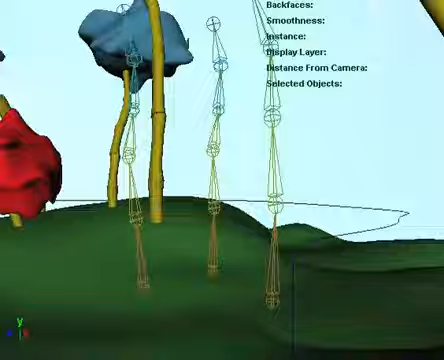 Backfaces:
Smoothness:
Instance:
Display Layer:
Distance From Camera:
Selected Objects:
y